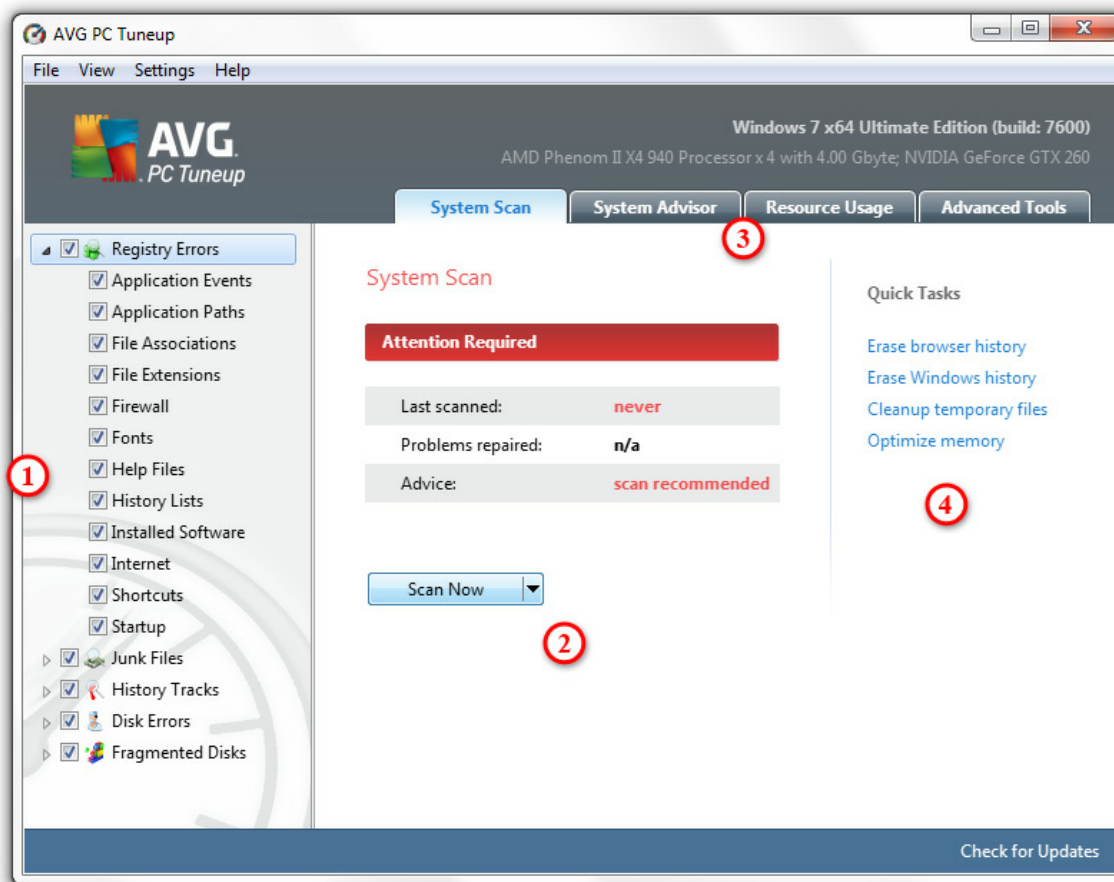 AVG PC Tuneup
File View Settings Help
AVG.
PC Tuneup
Windows 7 x64 Ultimate Edition (build: 7600)
AMD Phenom II X4 940 Processor x 4 with 4.00 Gbyte; NVIDIA GeForce GTX 260
System Scan System Advisor Resource Usage Advanced Tools
3
Registry Errors
Application Events
Application Paths
File Associations
File Extensions
Firewall
Fonts
Help Files
1
History Lists
Installed Software
Internet
Shortcuts
Startup
Junk Files
History Tracks
Disk Errors
Fragmented Disks
System Scan
Attention Required
Last scanned: never
Problems repaired: n/a
Advice: scan recommended
Scan Now
2
Quick Tasks
Erase browser history
Erase Windows history
Cleanup temporary files
Optimize memory
4
Check for Updates